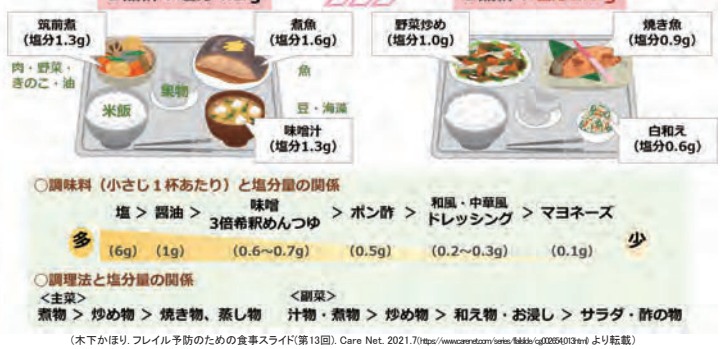 筑前煮
(塩分1.3g)
煮魚
(塩分1.6g)
肉・野菜・
きのこ・油
果物
魚
米飯
豆・海藻
味噌汁
(塩分1.3g)
野菜炒め
(塩分1.0g)
焼き魚
(塩分0.9g)
白和え
(塩分0.6g)
○調味料(小さじ1杯あたり)と塩分量の関係
塩 > 醤油 > 味噌 3倍希釈めんつゆ > ポン酢 > 和風・中華風 ドレッシング > マヨネーズ
多 (6g) (1g) (0.6~0.7g) (0.5g) (0.2~0.3g) (0.1g) 少
○調理法と塩分量の関係
<主菜>
煮物 > 炒め物 > 焼き物、蒸し物
<副菜>
汁物・煮物 > 炒め物 > 和え物・お浸し > サラダ・酢の物
(木下かほり. フレイル予防のための食事スライド(第13回). Care Net. 2021.7 より転載)